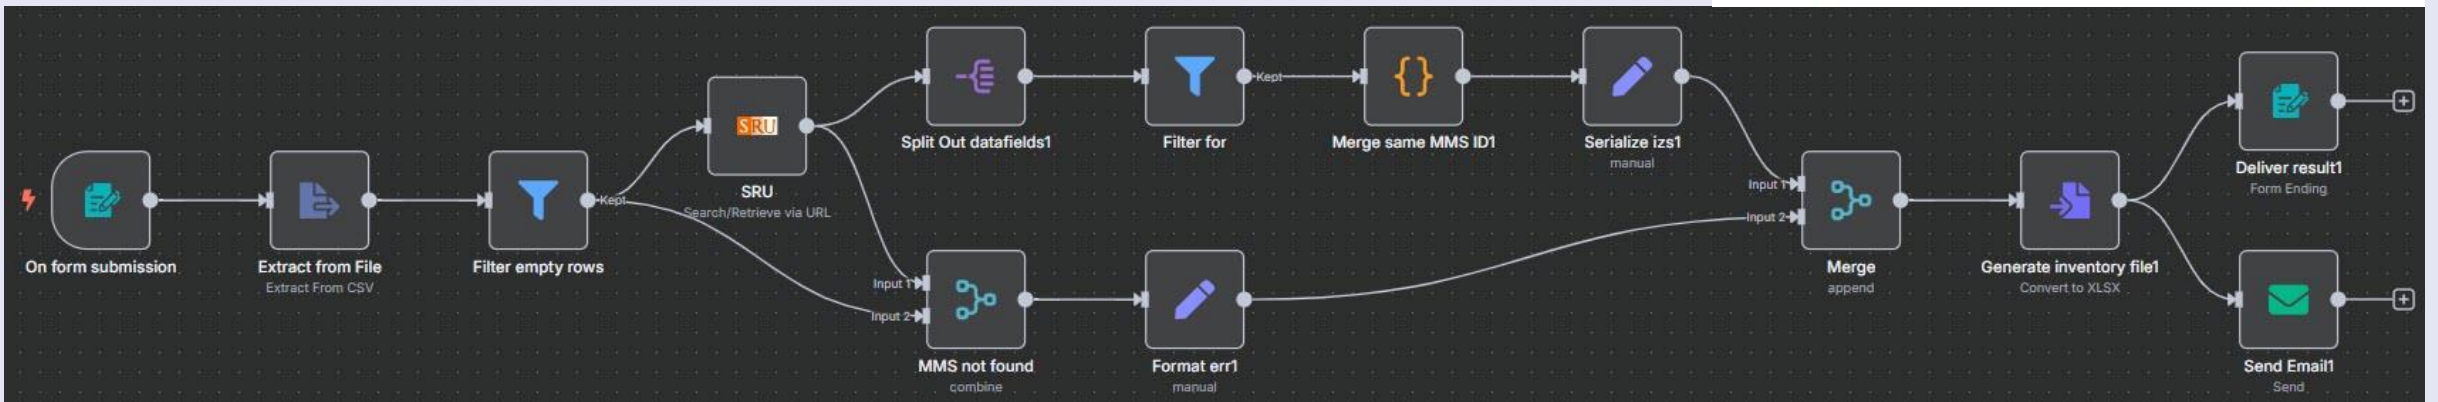 On form submission
Extract from File
Extract From CSV
Filter empty rows
Kept
SRU
SRU
Search/Retrieve via URL
Split Out datafields1
Filter for
Kept
Merge same MMS ID1
{}
Serialize izs1
manual
Input 1
Input 2
MMS not found
combine
Format err1
manual
Input 1
Input 2
Merge
append
Generate inventory file1
Convert to XLSX
Deliver result1
Form Ending
Send Email1
Send